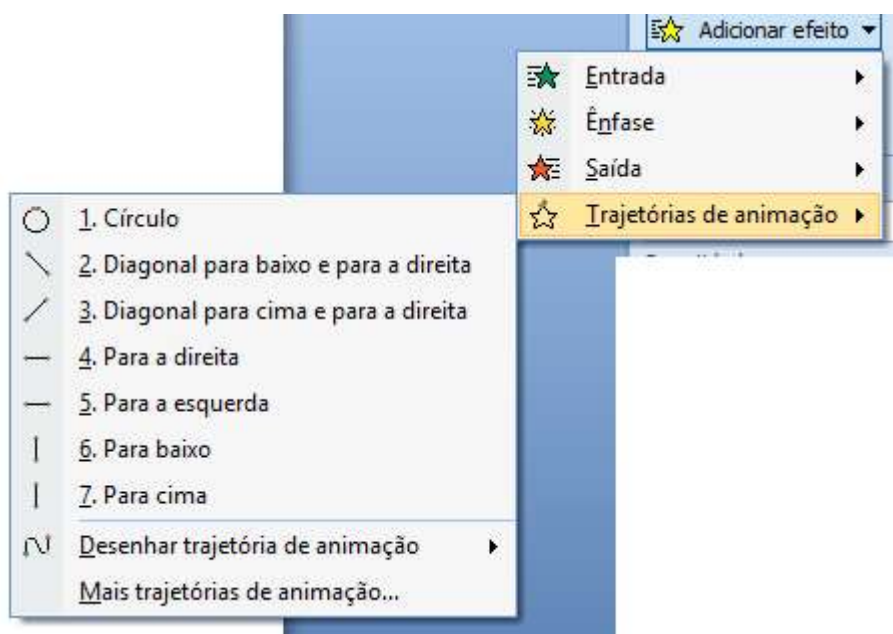 Adicionar efeito
Entrada
Ênfase
Saída
Trajetórias de animação
1. Círculo
2. Diagonal para baixo e para a direita
3. Diagonal para cima e para a direita
4. Para a direita
5. Para a esquerda
6. Para baixo
7. Para cima
Desenhar trajetória de animação
Mais trajetórias de animação...